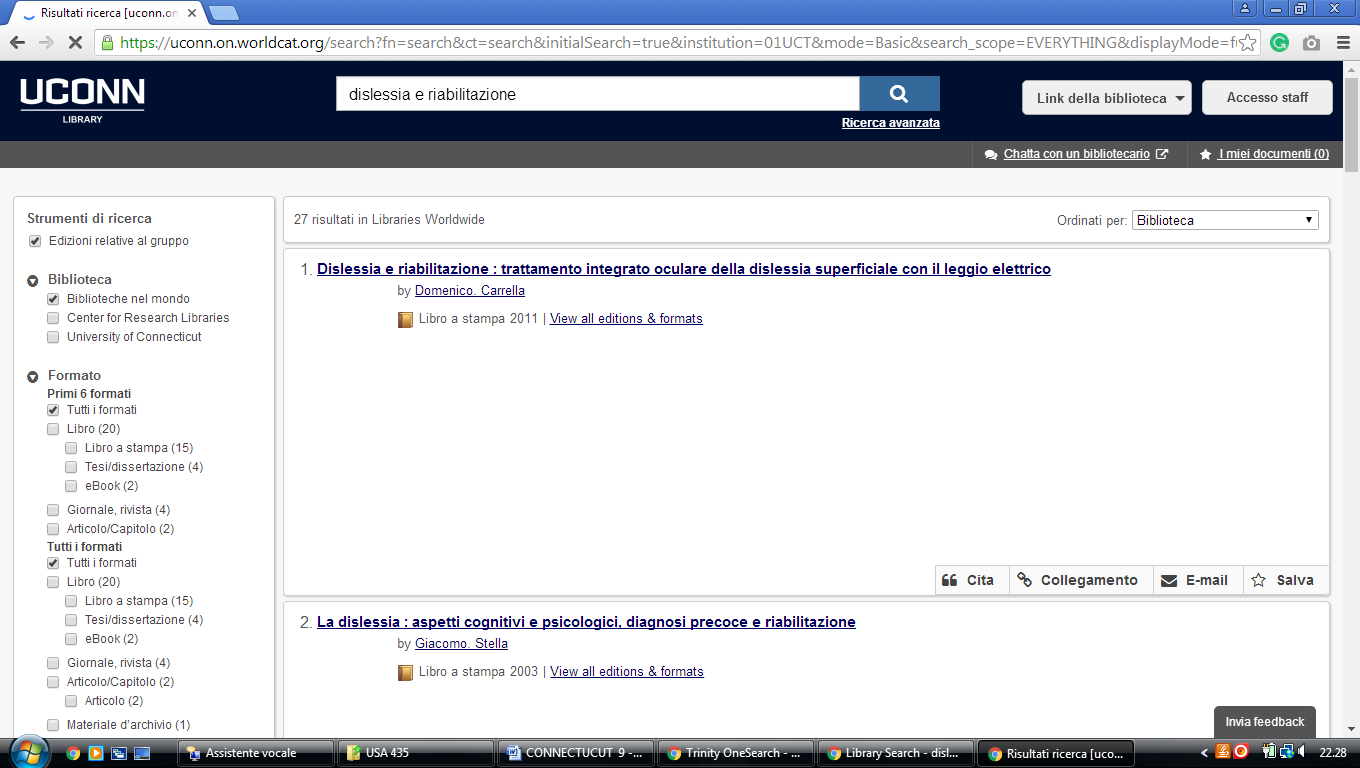 Risultati ricerca [uconn.on
https://uconn.on.worldcat.org/search?fn=search&ct=search&initialSearch=true&institution=01UCT&mode=Basic&search_scope=EVERYTHING&displayMode=fu
UCONN
LIBRARY
dislessia e riabilitazione
Ricerca avanzata
Link della biblioteca
Accesso staff
Chatta con un bibliotecario
I miei documenti (0)
Strumenti di ricerca
Edizioni relative al gruppo
Biblioteca
Biblioteche nel mondo
Center for Research Libraries
University of Connecticut
Formato
Primi 6 formati
Tutti i formati
Libro (20)
Libro a stampa (15)
Tesi/dissertazione (4)
eBook (2)
Giornale, rivista (4)
Articolo/Capitolo (2)
Tutti i formati
Tutti i formati
Libro (20)
Libro a stampa (15)
Tesi/dissertazione (4)
eBook (2)
Giornale, rivista (4)
Articolo/Capitolo (2)
Articolo (2)
Materiale d'archivio (1)
27 risultati in Libraries Worldwide
Ordinati per: Biblioteca
1. Dislessia e riabilitazione : trattamento integrato oculare della dislessia superficiale con il leggio elettrico
by Domenico. Carrella
Libro a stampa 2011 | View all editions & formats
Cita
Collegamento
E-mail
Salva
2. La dislessia : aspetti cognitivi e psicologici, diagnosi precoce e riabilitazione
by Giacomo. Stella
Libro a stampa 2003 | View all editions & formats
Invia feedback
Assistente vocale
USA 435
CONNECTUCUT 9 -...
Trinity OneSearch - ...
Library Search - disl...
Risultati ricerca [uco...
22.28